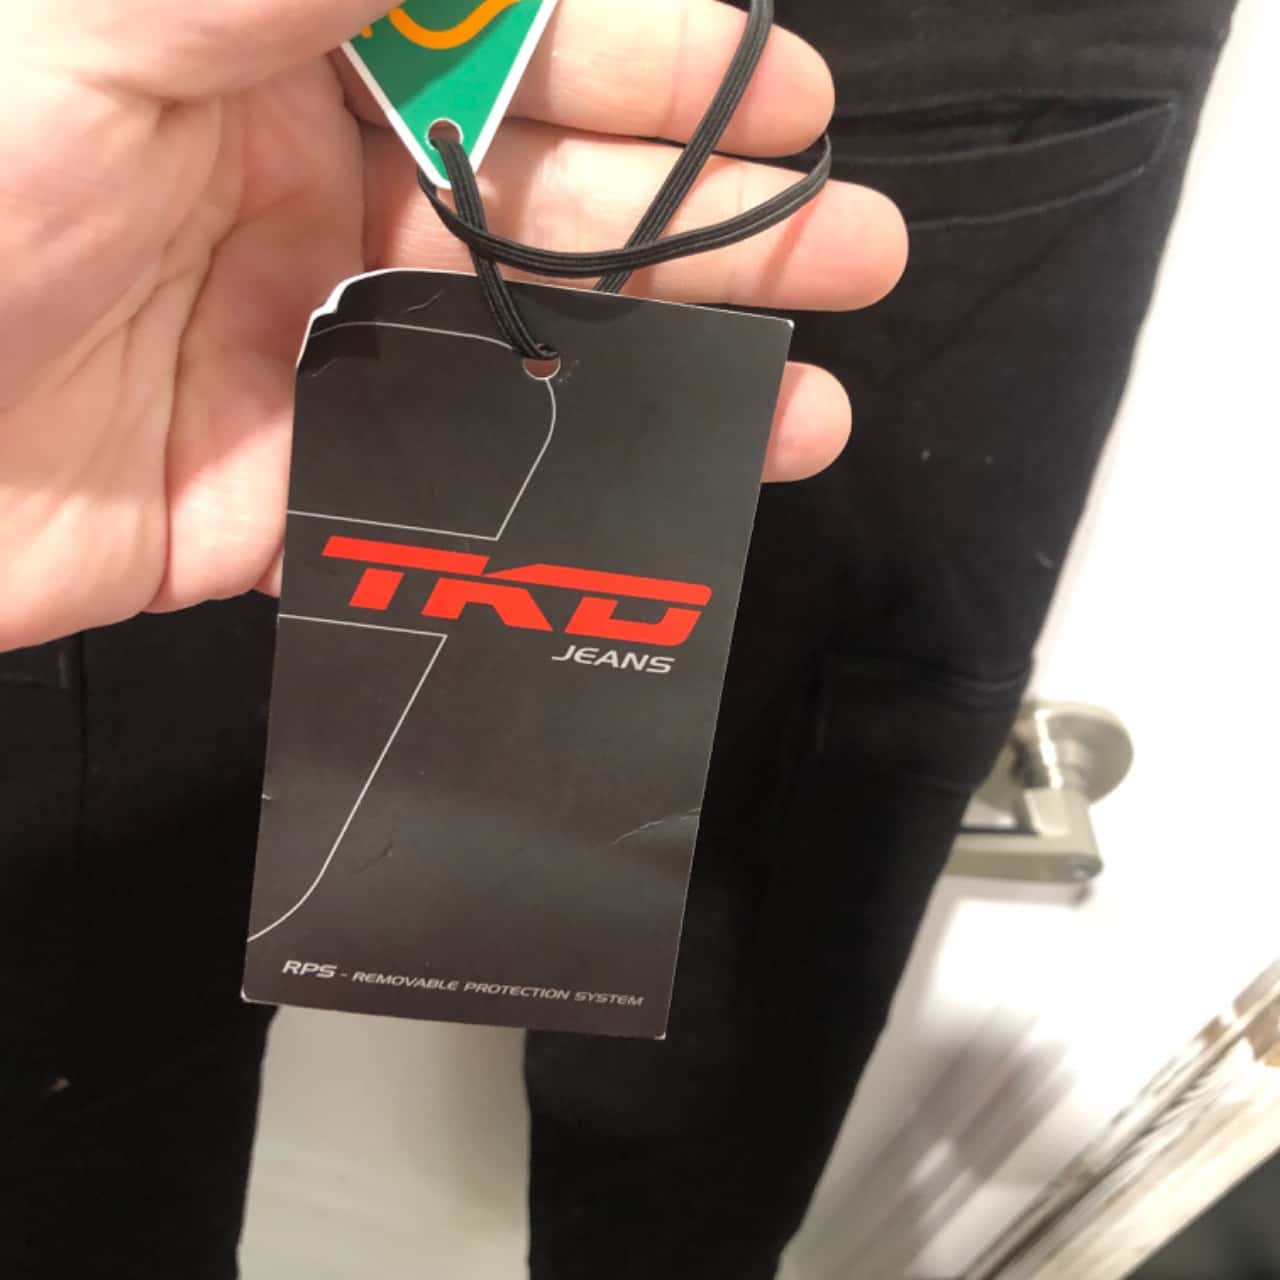 TKD
JEANS
RPS - REMOVABLE PROTECTION SYSTEM